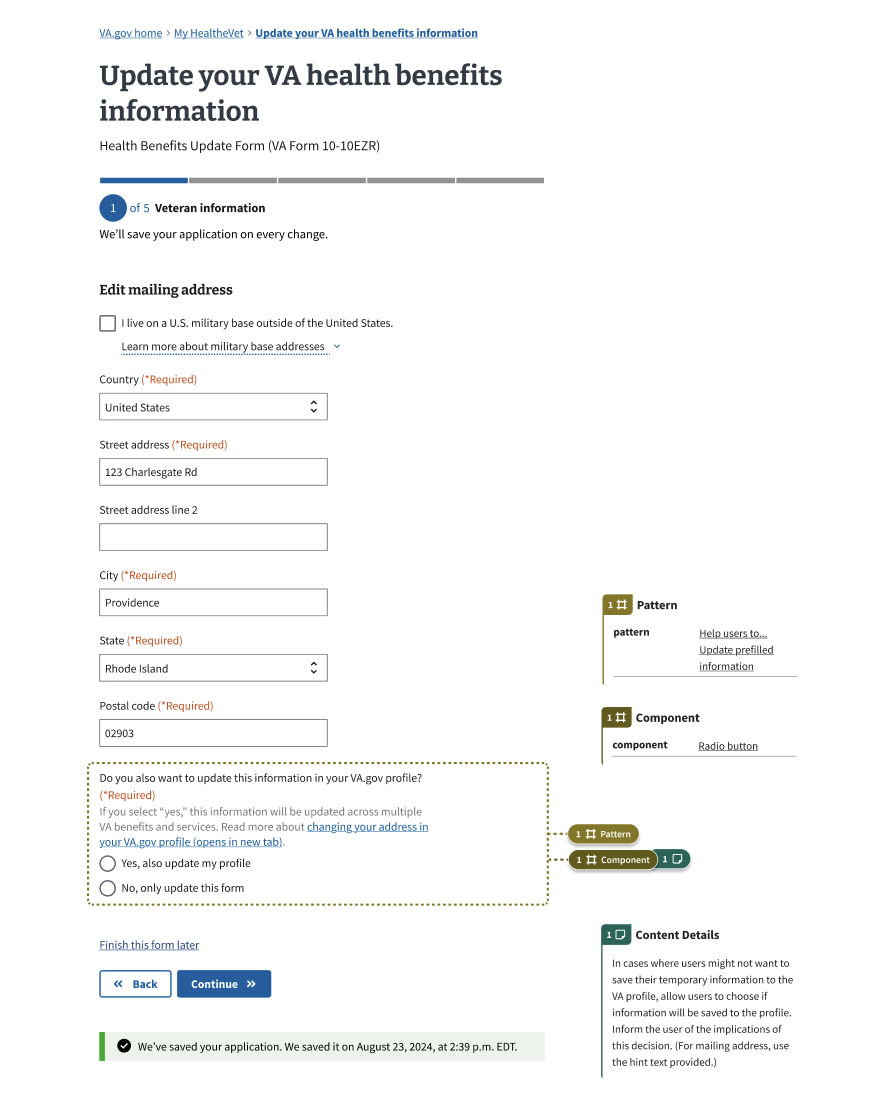 VA.gov home › My HealtheVet › Update your VA health benefits information
Update your VA health benefits
information
Health Benefits Update Form (VA Form 10-10EZR)
1 of 5 Veteran information
We’ll save your application on every change.
Edit mailing address
I live on a U.S. military base outside of the United States.
Learn more about military base addresses
Country (*Required)
United States
Street address (*Required)
123 Charlesgate Rd
Street address line 2
City (*Required)
Providence
State (*Required)
Rhode Island
Postal code (*Required)
02903
Do you also want to update this information in your VA.gov profile?
(*Required)
If you select “yes,” this information will be updated across multiple
VA benefits and services. Read more about changing your address in
your VA.gov profile (opens in new tab).
Yes, also update my profile
No, only update this form
Finish this form later
Back
Continue
We’ve saved your application. We saved it on August 23, 2024, at 2:39 p.m. EDT.
1 Pattern
pattern
Help users to...
Update prefilled
information
1 Component
component
Radio button
1 Pattern
1 Component 1
1 Content Details
In cases where users might not want to
save their temporary information to the
VA profile, allow users to choose if
information will be saved to the profile.
Inform the user of the implications of
this decision. (For mailing address, use
the hint text provided.)